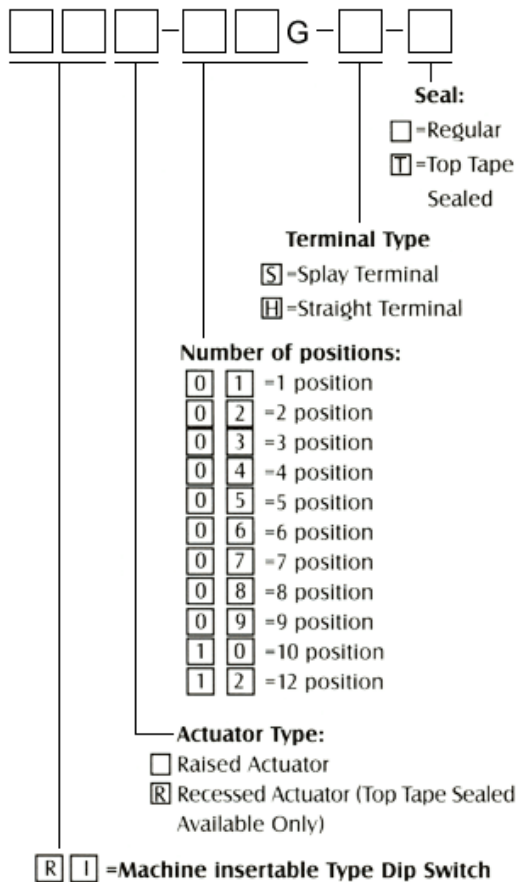 G
Seal:
=Regular
T =Top Tape
Sealed
Terminal Type
S =Splay Terminal
H =Straight Terminal
Number of positions:
0 1 =1 position
0 2 =2 position
0 3 =3 position
0 4 =4 position
0 5 =5 position
0 6 =6 position
0 7 =7 position
0 8 =8 position
0 9 =9 position
1 0 =10 position
1 2 =12 position
Actuator Type:
Raised Actuator
R Recessed Actuator (Top Tape Sealed
Available Only)
R I =Machine insertable Type Dip Switch